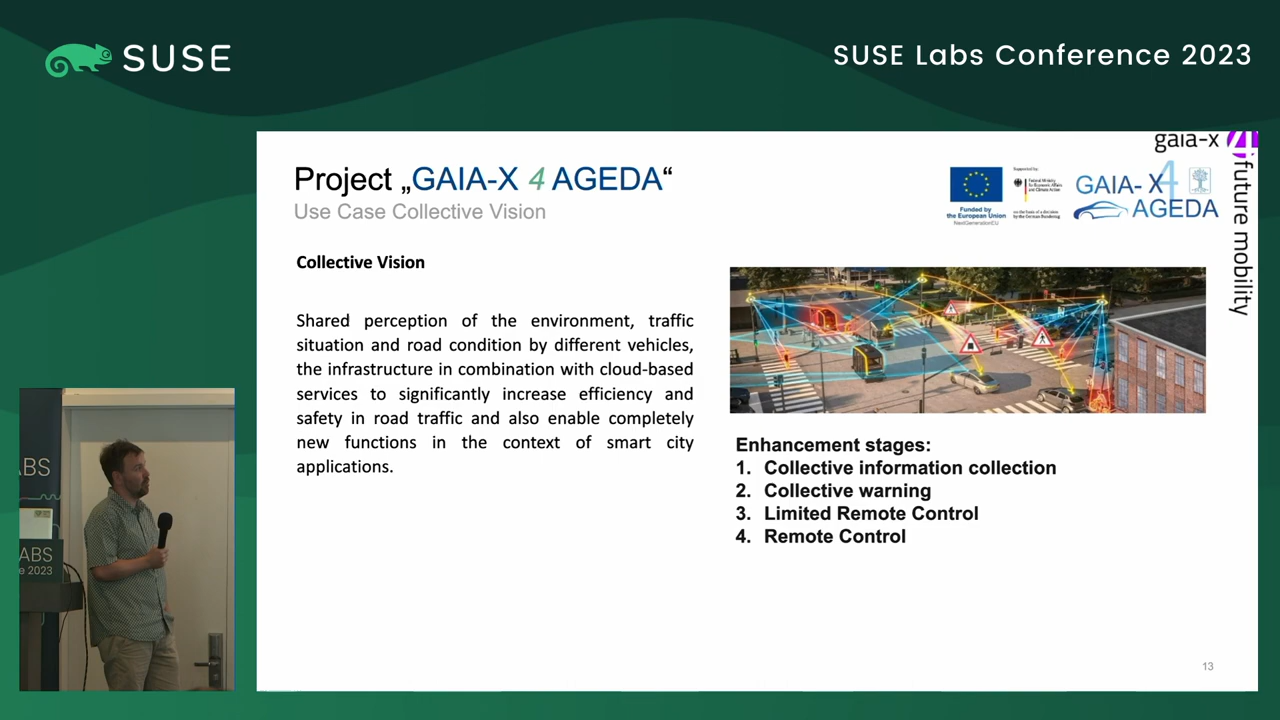 SUSE
SUSE Labs Conference 2023
gaia-x 4
future mobility
Project „GAIA-X 4 AGEDA“
Use Case Collective Vision
Funded by
the European Union
NextGenerationEU
Supported by:
Federal Ministry
for Economic Affairs
and Climate Action
on the basis of a decision
by the German Bundestag
GAIA-X 4
AGEDA
Collective Vision
Shared perception of the environment, traffic
situation and road condition by different vehicles,
the infrastructure in combination with cloud-based
services to significantly increase efficiency and
safety in road traffic and also enable completely
new functions in the context of smart city
applications.
Enhancement stages:
1. Collective information collection
2. Collective warning
3. Limited Remote Control
4. Remote Control
13
ABS
ABS
e 2023